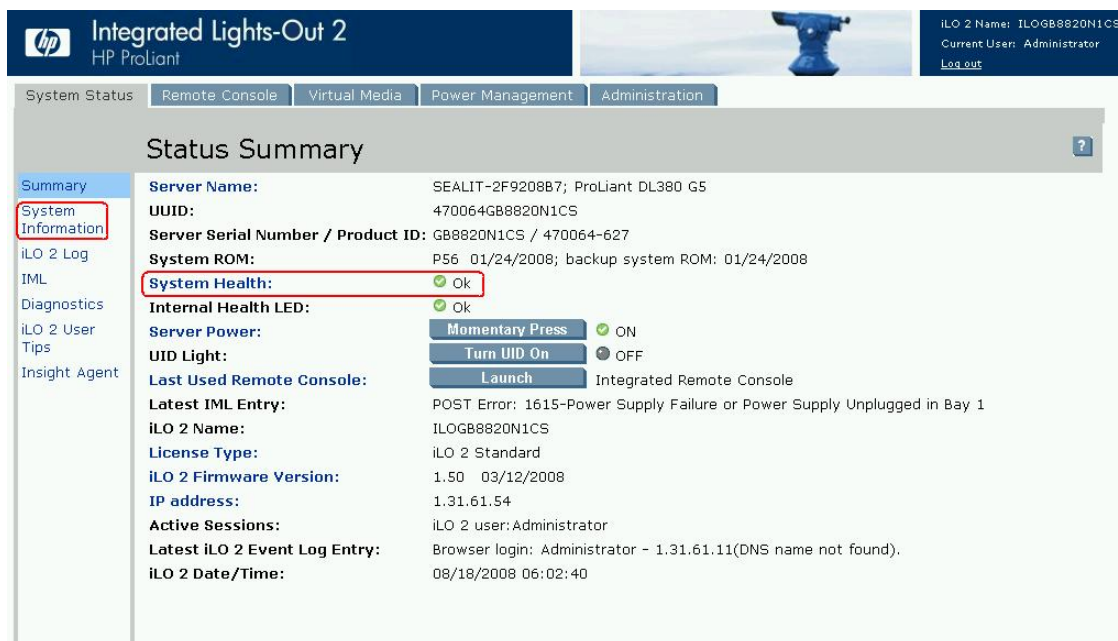 hp
Integrated Lights-Out 2
HP ProLiant
iLO 2 Name: ILOGB8820N1CS
Current User: Administrator
Log out
System Status
Remote Console
Virtual Media
Power Management
Administration
Status Summary
?
Summary
System
Information
iLO 2 Log
IML
Diagnostics
iLO 2 User
Tips
Insight Agent
Server Name: SEALIT-2F9208B7; ProLiant DL380 G5
UUID: 470064GB8820N1CS
Server Serial Number / Product ID: GB8820N1CS / 470064-627
System ROM: P56 01/24/2008; backup system ROM: 01/24/2008
System Health: Ok
Internal Health LED: Ok
Server Power: Momentary Press ON
UID Light: Turn UID On OFF
Last Used Remote Console: Launch Integrated Remote Console
Latest IML Entry: POST Error: 1615-Power Supply Failure or Power Supply Unplugged in Bay 1
iLO 2 Name: ILOGB8820N1CS
License Type: iLO 2 Standard
iLO 2 Firmware Version: 1.50 03/12/2008
IP address: 1.31.61.54
Active Sessions: iLO 2 user:Administrator
Latest iLO 2 Event Log Entry: Browser login: Administrator - 1.31.61.11(DNS name not found).
iLO 2 Date/Time: 08/18/2008 06:02:40